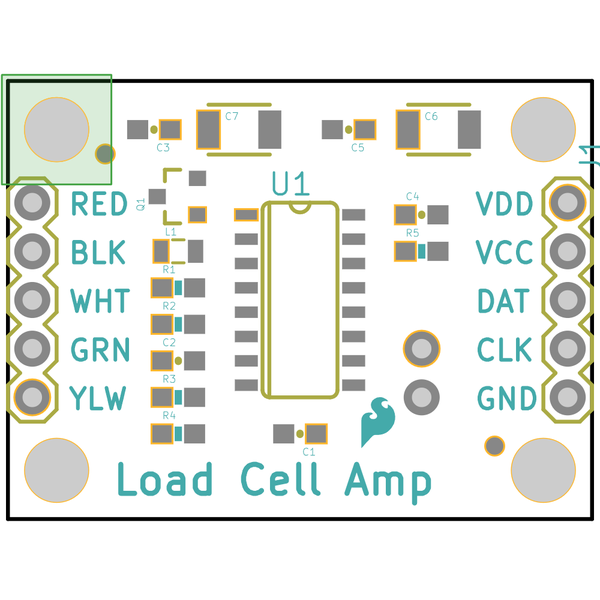 C3
C7
C5
C6
J1
Q1
U1
C4
RED
VDD
L1
R5
BLK
VCC
R1
WHT
DAT
R2
C2
GRN
CLK
R3
YLW
GND
R4
C1
Load Cell Amp